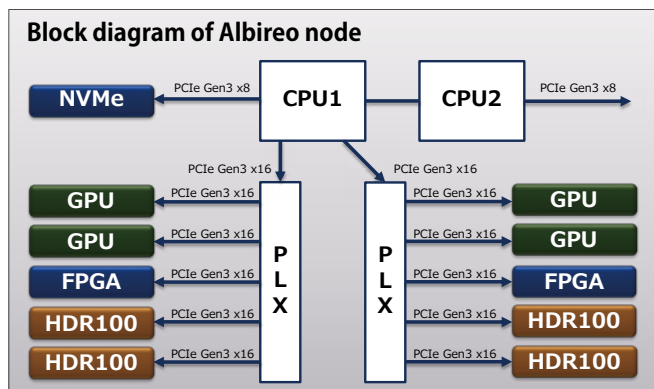 Block diagram of Albireo node
NVMe
PCIe Gen3 x8
CPU1
CPU2
PCIe Gen3 x8
PCIe Gen3 x16
PCIe Gen3 x16
GPU
PCIe Gen3 x16
PCIe Gen3 x16
GPU
GPU
PCIe Gen3 x16
PCIe Gen3 x16
GPU
FPGA
PCIe Gen3 x16
PLX
PLX
PCIe Gen3 x16
FPGA
HDR100
PCIe Gen3 x16
PCIe Gen3 x16
HDR100
HDR100
PCIe Gen3 x16
PCIe Gen3 x16
HDR100